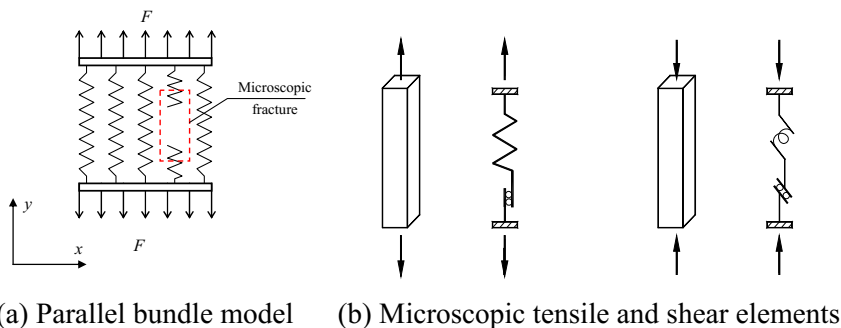 F
Microscopic
fracture
y
x
F
(a) Parallel bundle model
(b) Microscopic tensile and shear elements